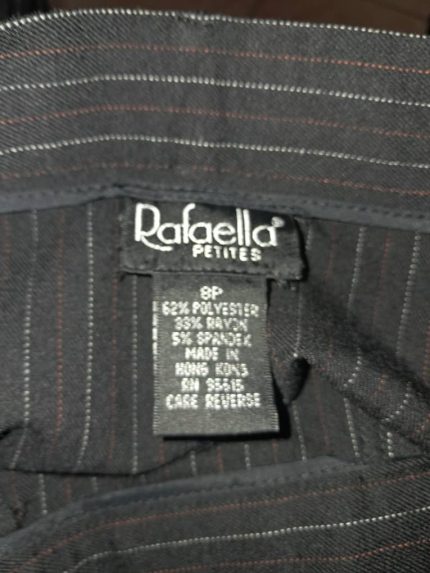 Rafaella®
PETITES
8P
62% POLYESTER
33% RAYON
5% SPANDEX
MADE IN
HONG KONG
RN 95615
CARE REVERSE